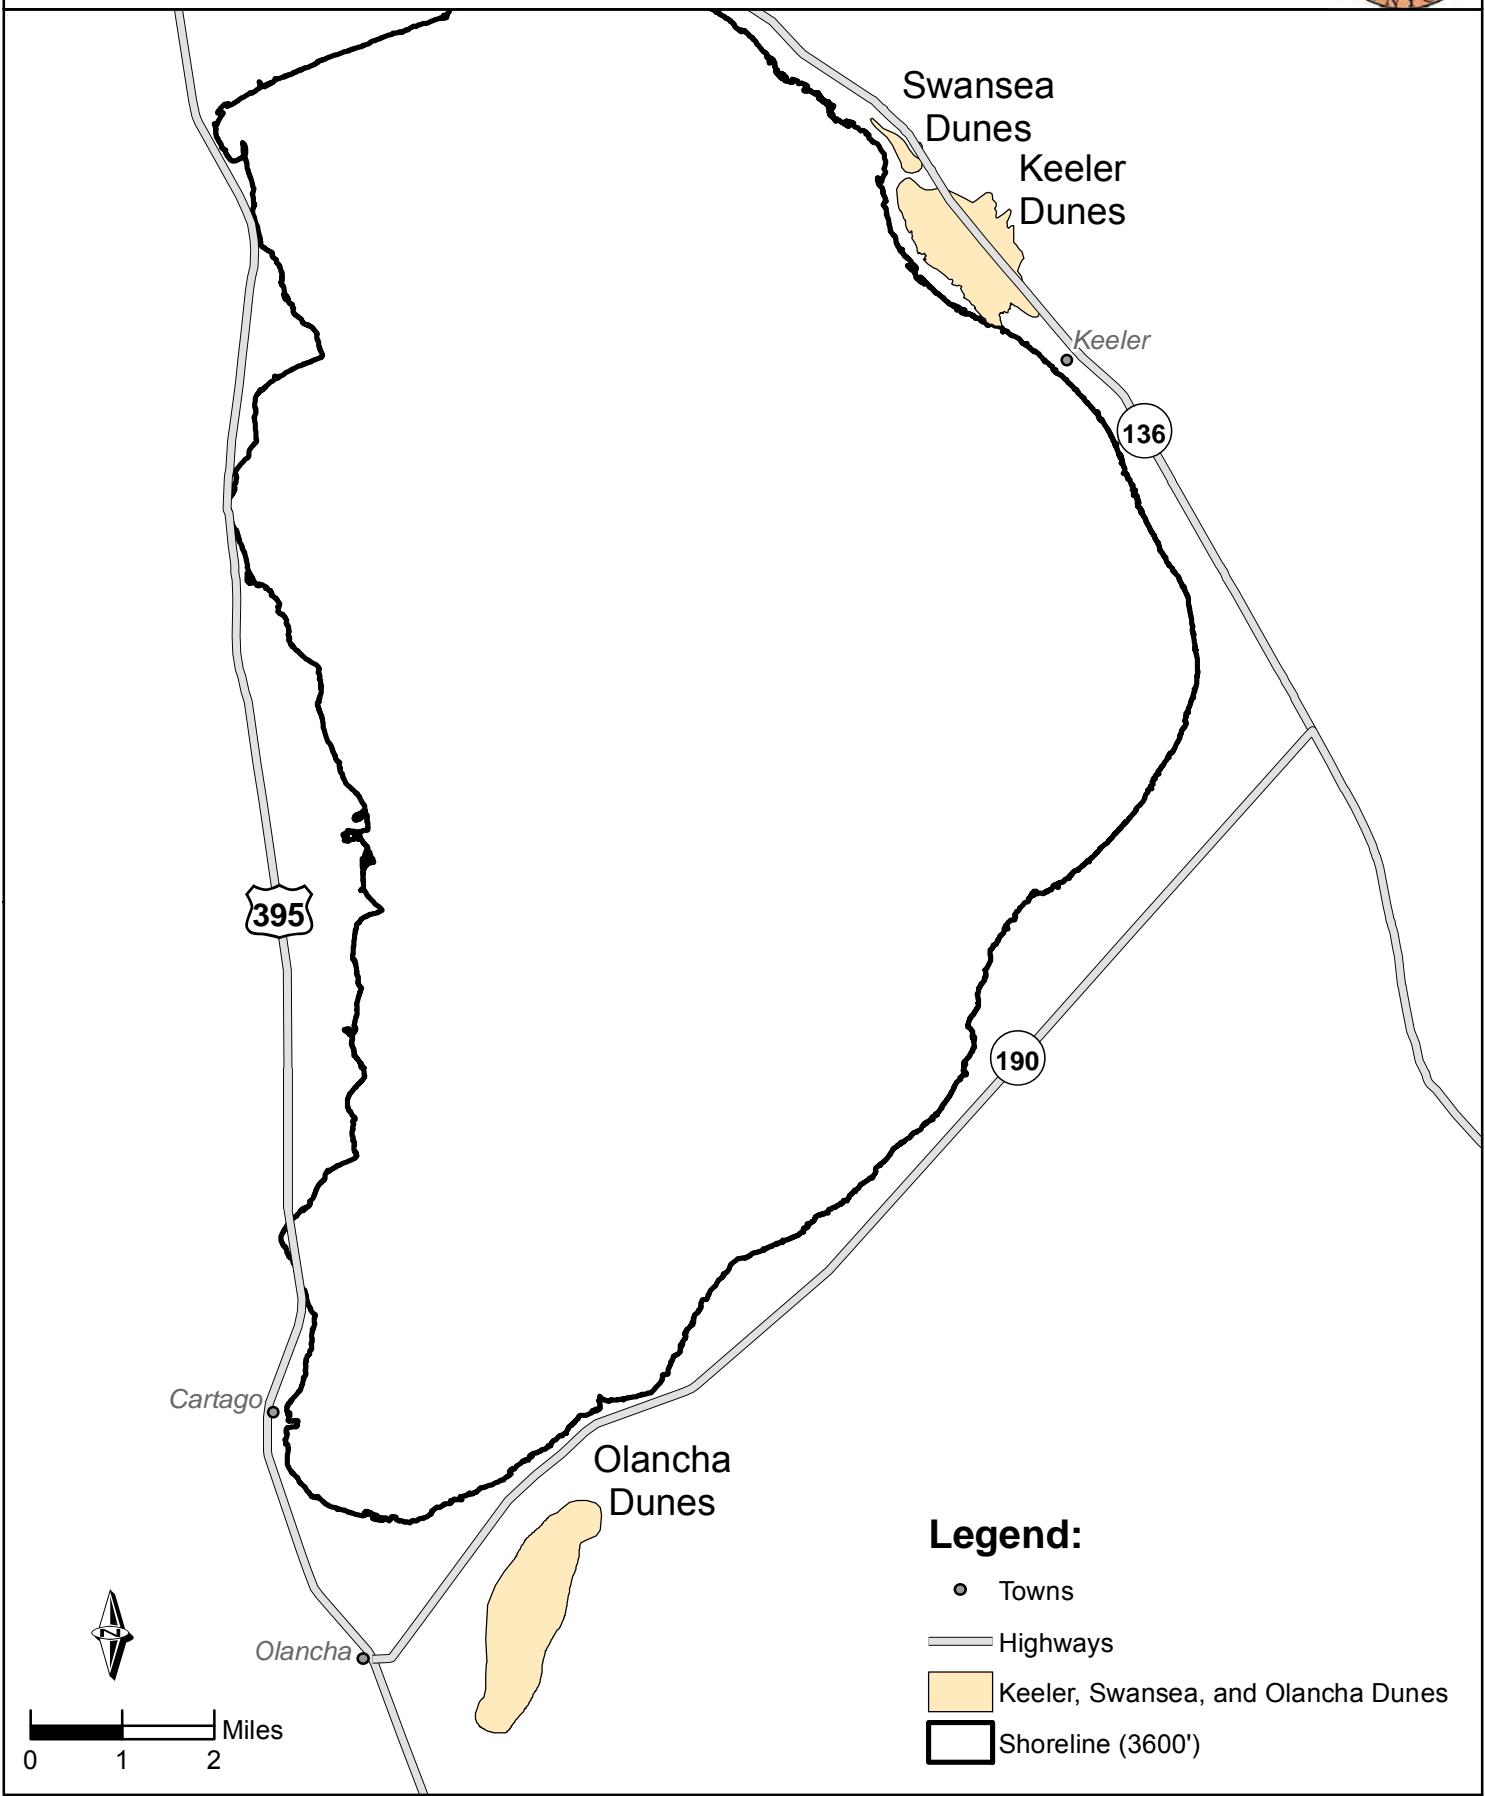 Swansea
Dunes
Keeler
Dunes
Keeler
136
395
190
Cartago
Olancha
Dunes
Olancha
N
Miles
0 1 2
Legend:
Towns
Highways
Keeler, Swansea, and Olancha Dunes
Shoreline (3600')